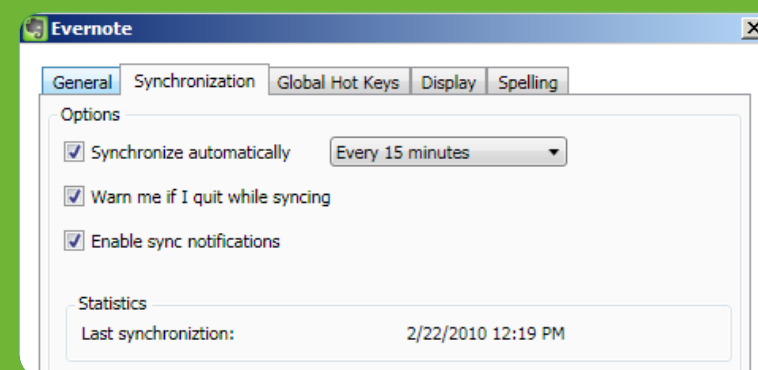 Evernote
General Synchronization Global Hot Keys Display Spelling
Options
Synchronize automatically Every 15 minutes
Warn me if I quit while syncing
Enable sync notifications
Statistics
Last synchroniztion: 2/22/2010 12:19 PM